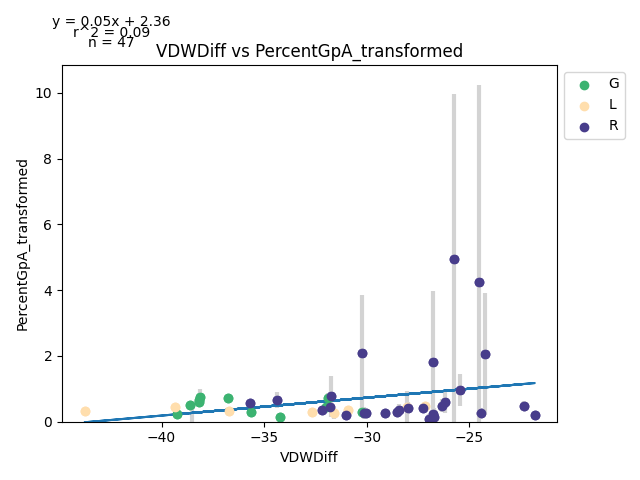 y = 0.05x + 2.36
r^2 = 0.09
n = 47
VDWDiff vs PercentGpA_transformed
G
L
R
10
8
6
4
2
0
PercentGpA_transformed
−40
−35
−30
−25
VDWDiff